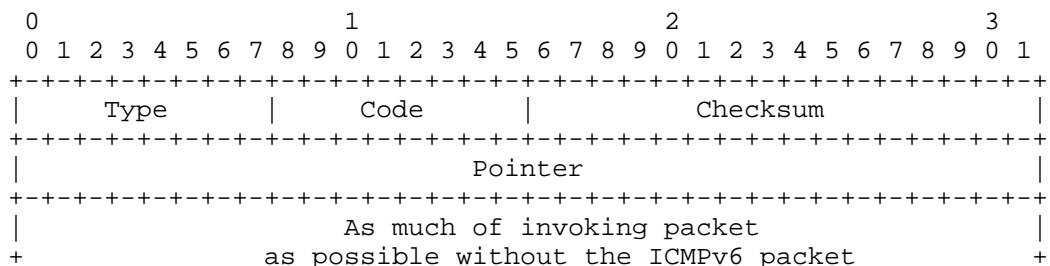 0                   1                   2                   3
0 1 2 3 4 5 6 7 8 9 0 1 2 3 4 5 6 7 8 9 0 1 2 3 4 5 6 7 8 9 0 1
+-+-+-+-+-+-+-+-+-+-+-+-+-+-+-+-+-+-+-+-+-+-+-+-+-+-+-+-+-+-+-+-+
|     Type      |     Code      |          Checksum             |
+-+-+-+-+-+-+-+-+-+-+-+-+-+-+-+-+-+-+-+-+-+-+-+-+-+-+-+-+-+-+-+-+
|                            Pointer                            |
+-+-+-+-+-+-+-+-+-+-+-+-+-+-+-+-+-+-+-+-+-+-+-+-+-+-+-+-+-+-+-+-+
|                    As much of invoking packet                 |
+               as possible without the ICMPv6 packet           +